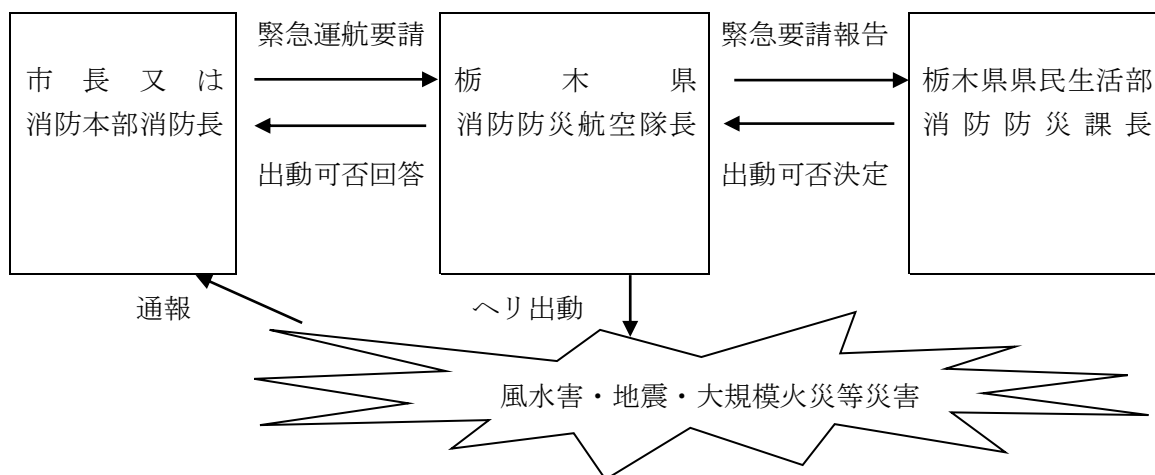 緊急運航要請
緊急要請報告
市長又は
消防本部消防長
栃木県
消防防災航空隊長
栃木県県民生活部
消防防災課長
出動可否回答
出動可否決定
通報
ヘリ出動
風水害・地震・大規模火災等災害